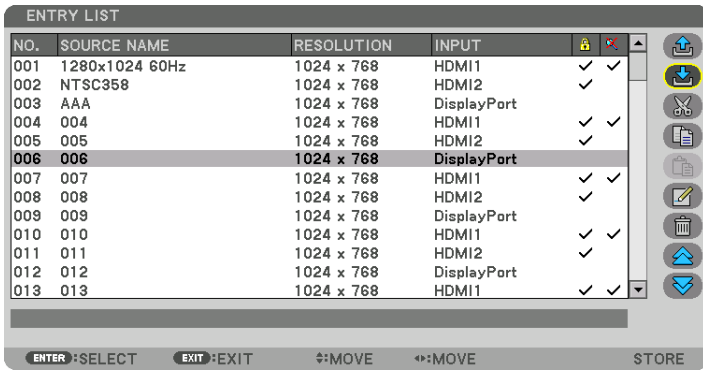 ENTRY LIST
NO. SOURCE NAME RESOLUTION INPUT
001 1280x1024 60Hz 1024 x 768 HDMI1 ✓ ✓
002 NTSC358 1024 x 768 HDMI2 ✓
003 AAA 1024 x 768 DisplayPort
004 004 1024 x 768 HDMI1 ✓ ✓
005 005 1024 x 768 HDMI2 ✓
006 006 1024 x 768 DisplayPort
007 007 1024 x 768 HDMI1 ✓ ✓
008 008 1024 x 768 HDMI2 ✓
009 009 1024 x 768 DisplayPort
010 010 1024 x 768 HDMI1 ✓ ✓
011 011 1024 x 768 HDMI2 ✓
012 012 1024 x 768 DisplayPort
013 013 1024 x 768 HDMI1 ✓ ✓
ENTER :SELECT EXIT :EXIT :MOVE :MOVE STORE